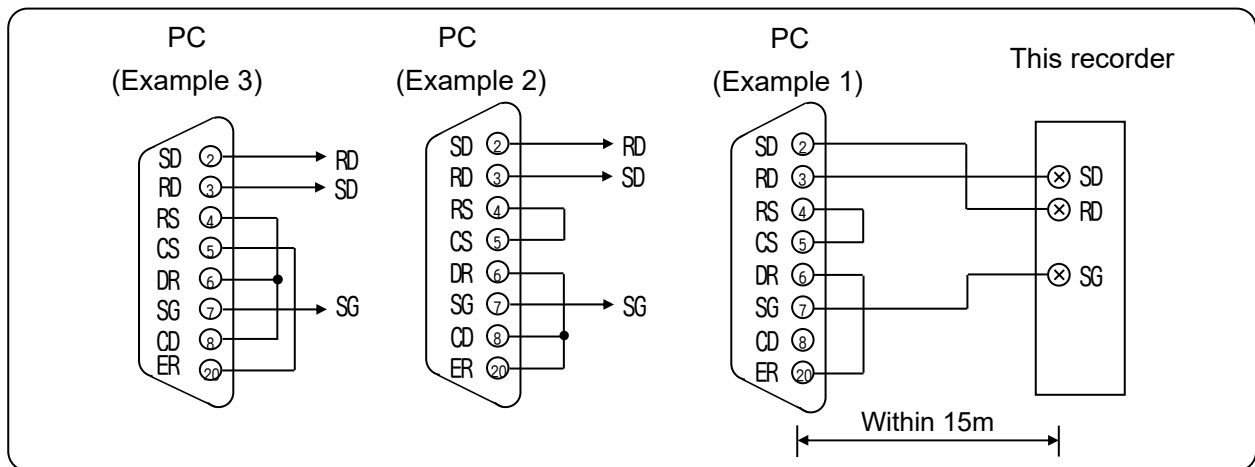 PC
(Example 3)
SD 2 RD
RD 3 SD
RS 4
CS 5
DR 6
SG 7 SG
CD 8
ER 20
PC
(Example 2)
SD 2 RD
RD 3 SD
RS 4
CS 5
DR 6
SG 7 SG
CD 8
ER 20
PC
(Example 1)
SD 2
RD 3
RS 4
CS 5
DR 6
SG 7
CD 8
ER 20
This recorder
SD
RD
SG
Within 15m